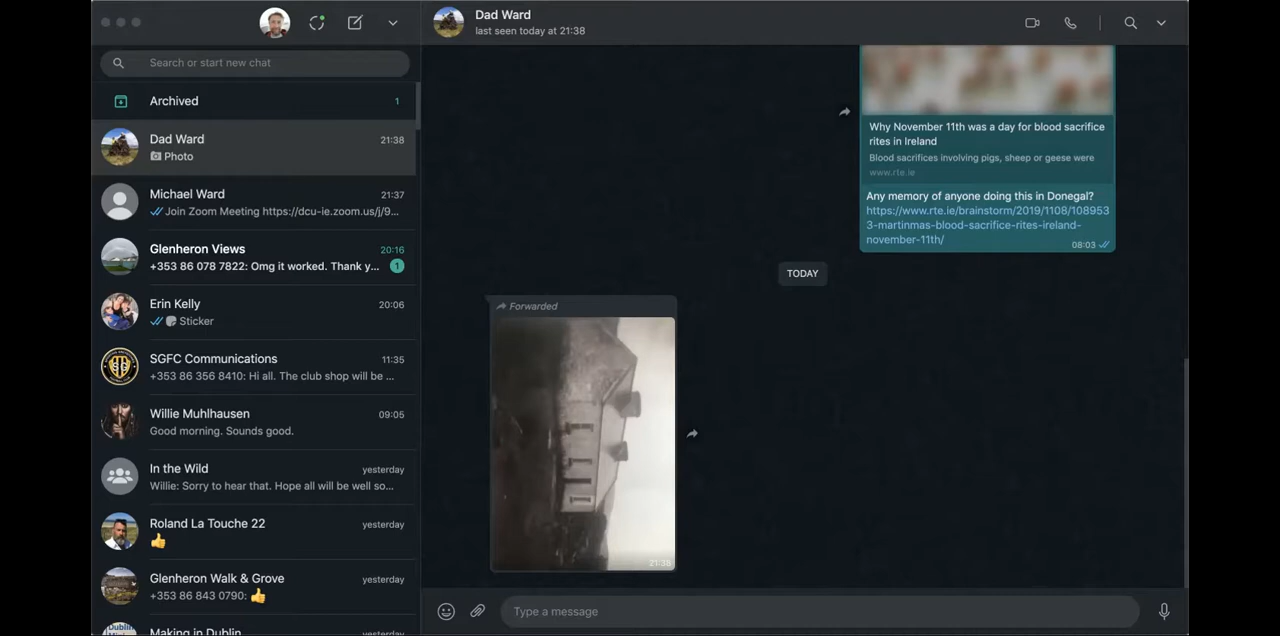 Search or start new chat
Archived
1
Dad Ward
21:38
Photo
Michael Ward
21:37
Join Zoom Meeting https://dcu-ie.zoom.us/j/9...
Glenheron Views
20:16
+353 86 078 7822: Omg it worked. Thank y...
1
Erin Kelly
20:06
Sticker
SGFC Communications
11:35
+353 86 356 8410: Hi all. The club shop will be ...
Willie Muhlhausen
09:05
Good morning. Sounds good.
In the Wild
yesterday
Willie: Sorry to hear that. Hope all will be well so...
Roland La Touche 22
yesterday
Glenheron Walk & Grove
yesterday
+353 86 843 0790:
Making in Dublin
yesterday
Dad Ward
last seen today at 21:38
Why November 11th was a day for blood sacrifice
rites in Ireland
Blood sacrifices involving pigs, sheep or geese were
www.rte.ie
Any memory of anyone doing this in Donegal?
https://www.rte.ie/brainstorm/2019/1108/108953
3-martinmas-blood-sacrifice-rites-ireland-
november-11th/
08:03
TODAY
Forwarded
21:38
Type a message